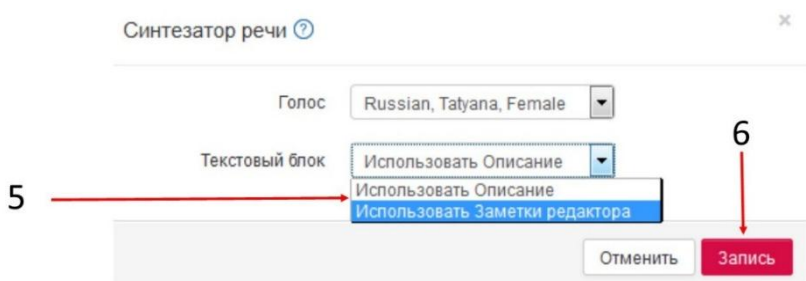 Синтезатор речи ?
×
Голос Russian, Tatyana, Female
Текстовый блок Использовать Описание
Использовать Описание
Использовать Заметки редактора
5
6
Отменить Запись